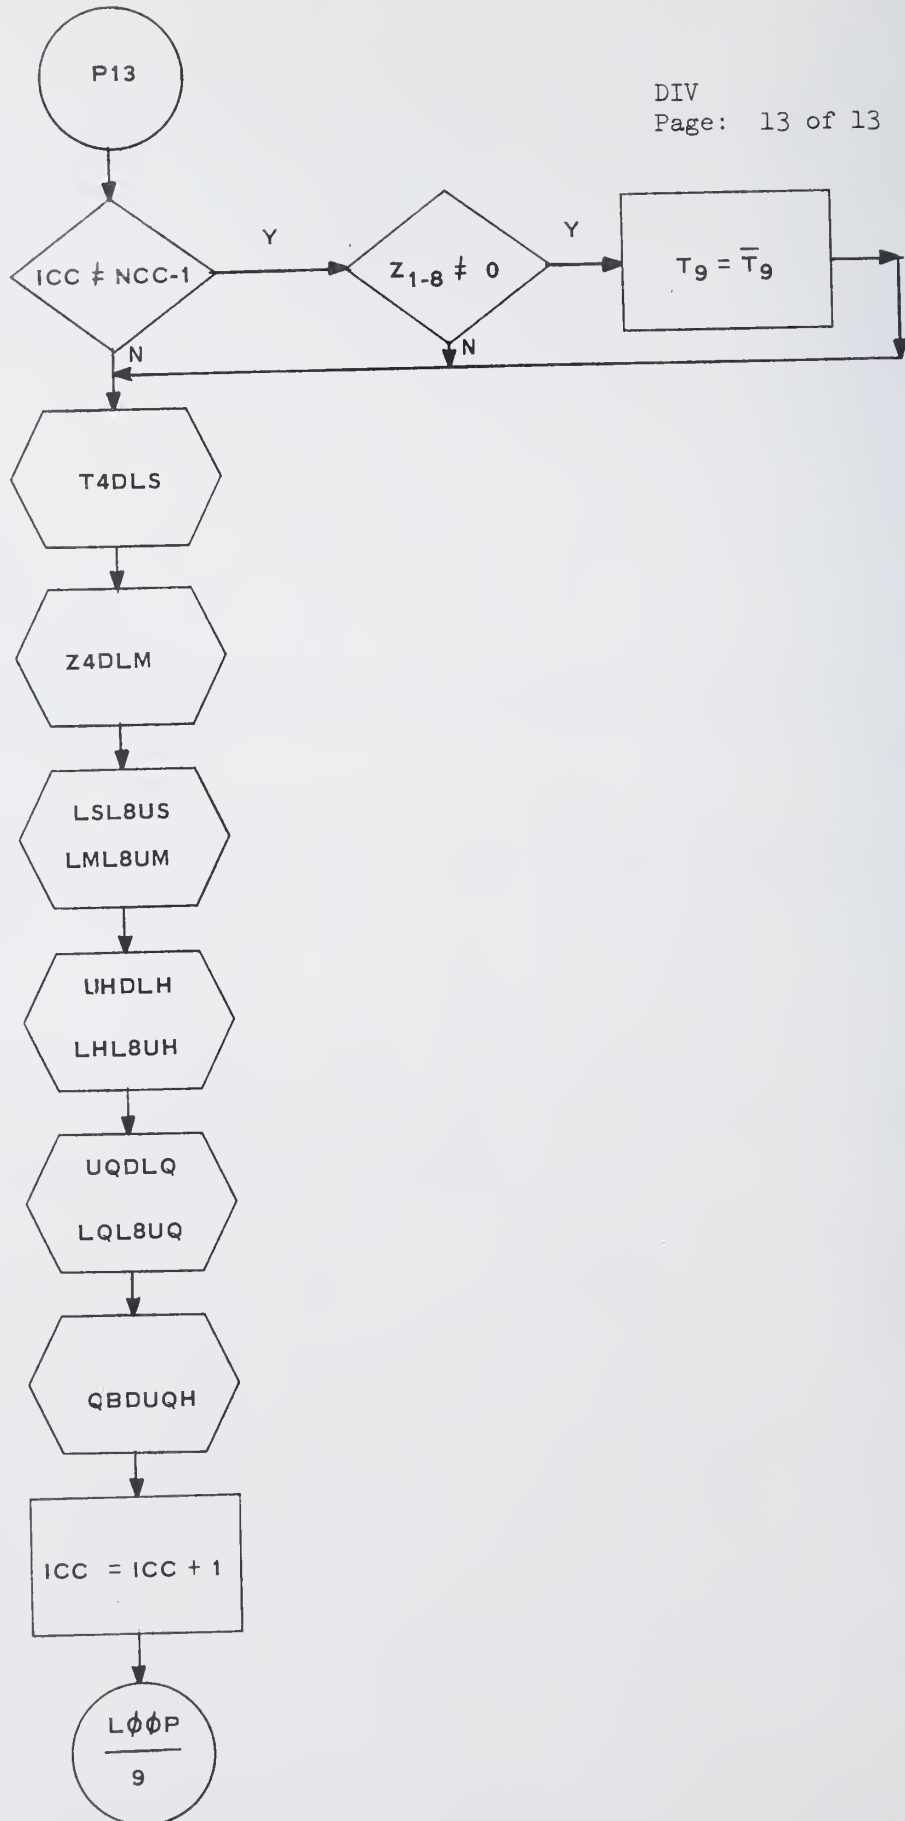 P13
DIV
Page: 13 of 13
ICC ≠ NCC-1
Y
Z₁₋₈ ≠ 0
Y
T₉ = T̅₉
N
N
T4DLS
Z4DLM
LSL8US
LML8UM
UHDLH
LHL8UH
UQDLQ
LQL8UQ
QBDUQH
ICC = ICC + 1
LØØP
9